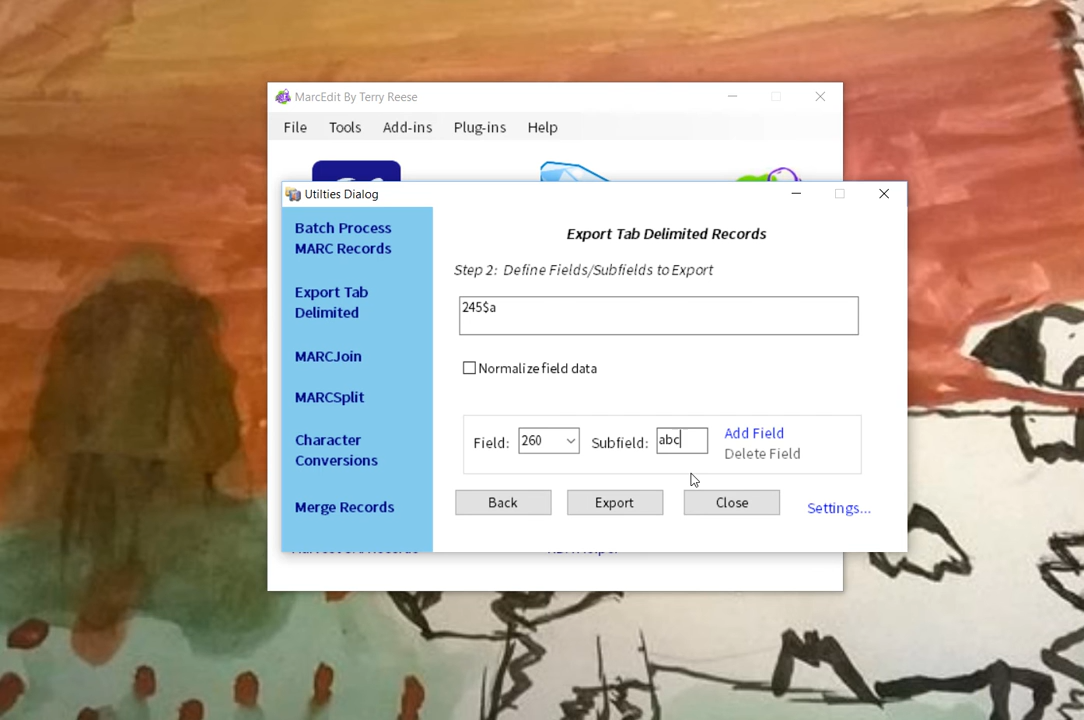 MarcEdit By Terry Reese
File Tools Add-ins Plug-ins Help
Utilties Dialog
Batch Process
MARC Records
Export Tab
Delimited
MARCJoin
MARCSplit
Character
Conversions
Merge Records
Export Tab Delimited Records
Step 2: Define Fields/Subfields to Export
245$a
Normalize field data
Field: 260 Subfield: abc Add Field
Delete Field
Back Export Close Settings...